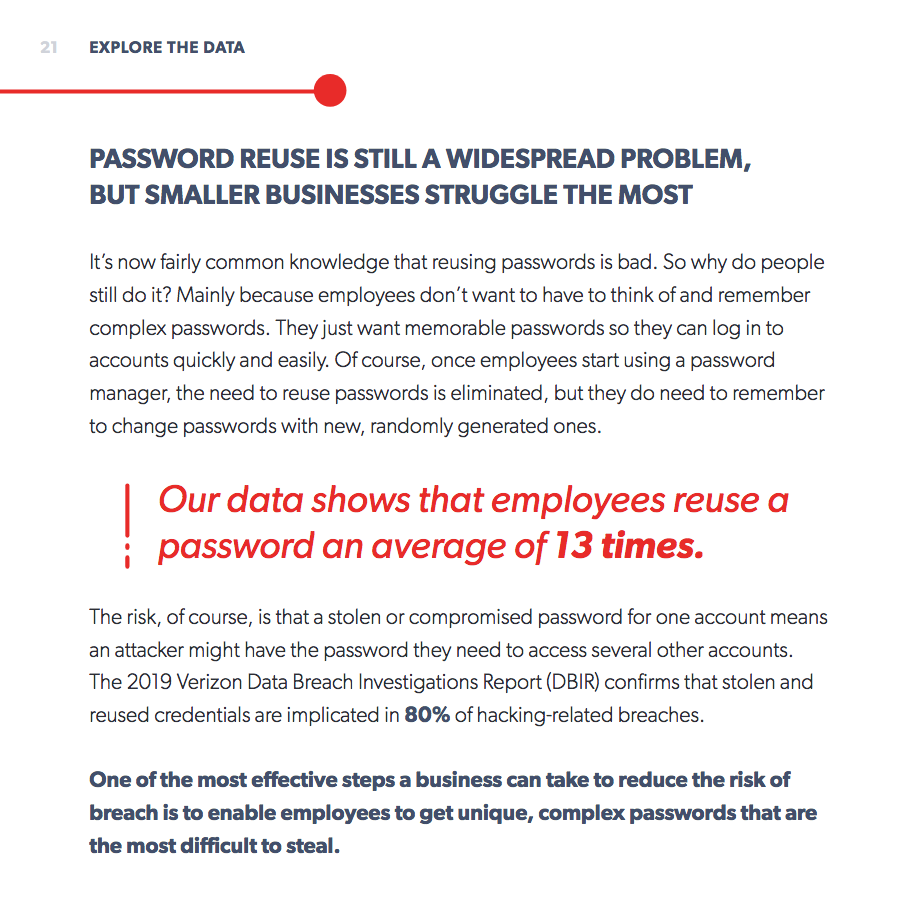 21 EXPLORE THE DATA
PASSWORD REUSE IS STILL A WIDESPREAD PROBLEM,
BUT SMALLER BUSINESSES STRUGGLE THE MOST
It’s now fairly common knowledge that reusing passwords is bad. So why do people
still do it? Mainly because employees don’t want to have to think of and remember
complex passwords. They just want memorable passwords so they can log in to
accounts quickly and easily. Of course, once employees start using a password
manager, the need to reuse passwords is eliminated, but they do need to remember
to change passwords with new, randomly generated ones.
Our data shows that employees reuse a
password an average of 13 times.
The risk, of course, is that a stolen or compromised password for one account means
an attacker might have the password they need to access several other accounts.
The 2019 Verizon Data Breach Investigations Report (DBIR) confirms that stolen and
reused credentials are implicated in 80% of hacking-related breaches.
One of the most effective steps a business can take to reduce the risk of
breach is to enable employees to get unique, complex passwords that are
the most difficult to steal.